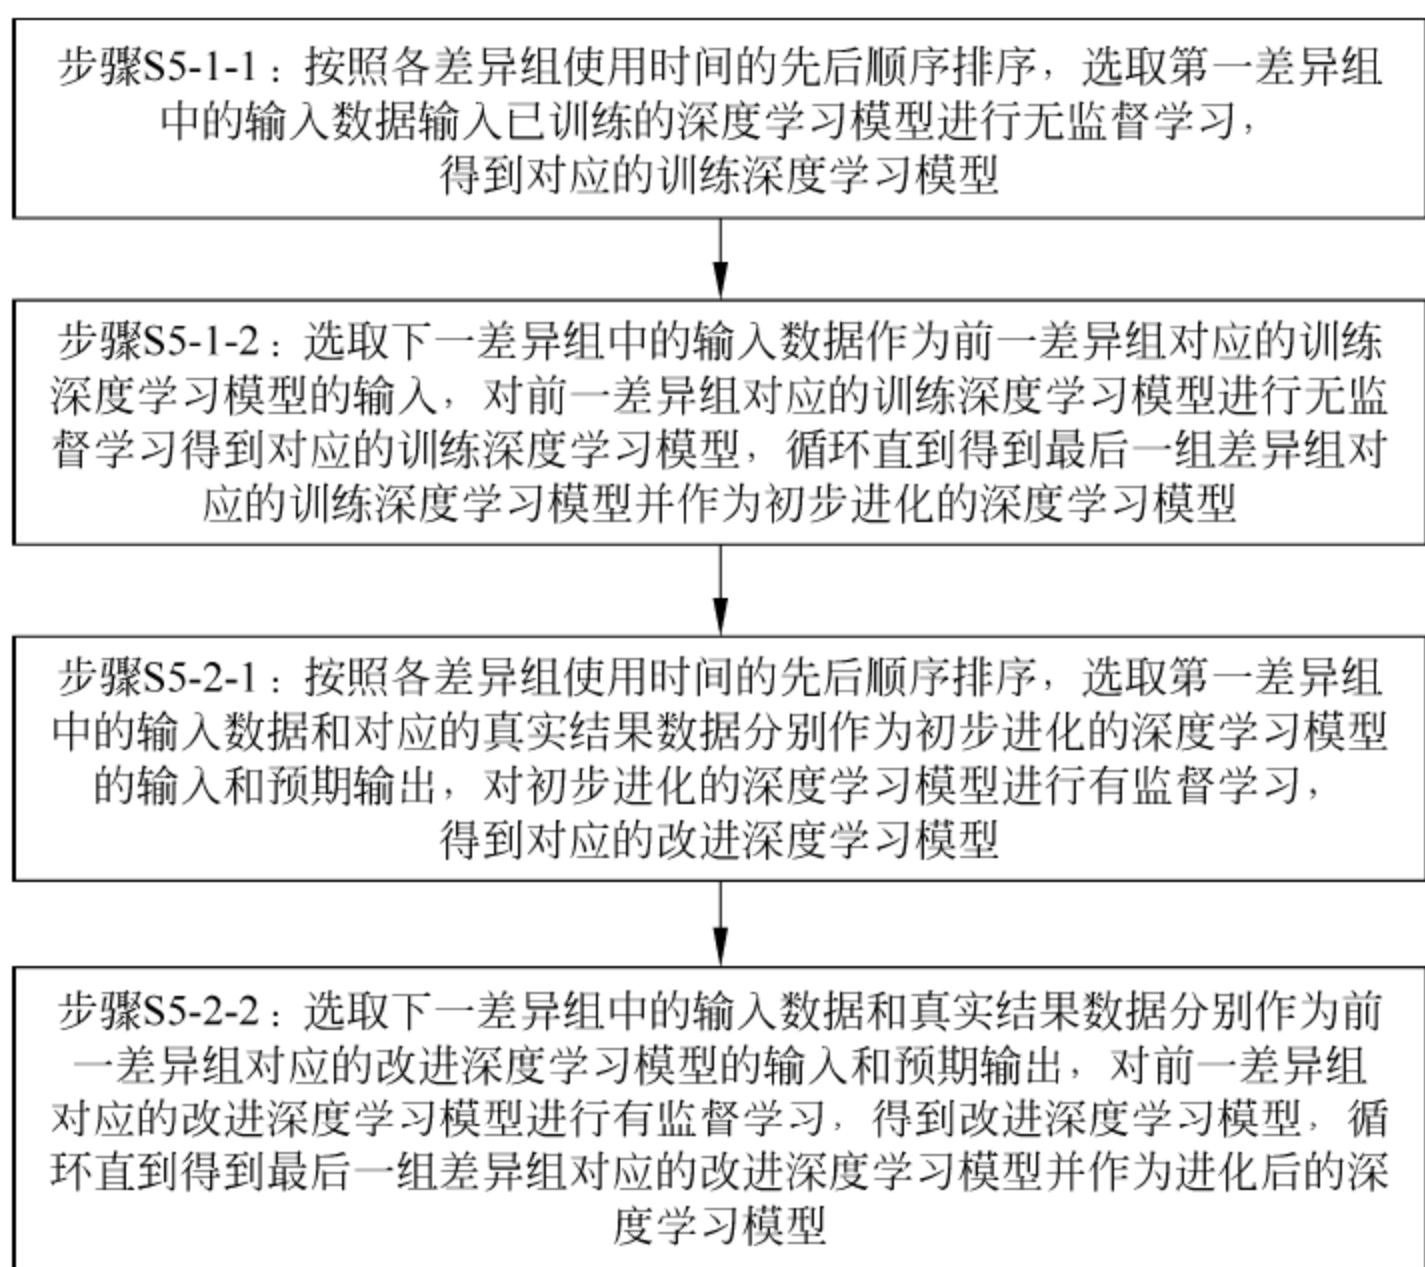 步骤S5-1-1：按照各差异组使用时间的先后顺序排序，选取第一差异组
中的输入数据输入已训练的深度学习模型进行无监督学习，
得到对应的训练深度学习模型
步骤S5-1-2：选取下一差异组中的输入数据作为前一差异组对应的训练
深度学习模型的输入，对前一差异组对应的训练深度学习模型进行无监
督学习得到对应的训练深度学习模型，循环直到得到最后一组差异组对
应的训练深度学习模型并作为初步进化的深度学习模型
步骤S5-2-1：按照各差异组使用时间的先后顺序排序，选取第一差异组
中的输入数据和对应的真实结果数据分别作为初步进化的深度学习模型
的输入和预期输出，对初步进化的深度学习模型进行有监督学习，
得到对应的改进深度学习模型
步骤S5-2-2：选取下一差异组中的输入数据和真实结果数据分别作为前
一差异组对应的改进深度学习模型的输入和预期输出，对前一差异组
对应的改进深度学习模型进行有监督学习，得到改进深度学习模型，循
环直到得到最后一组差异组对应的改进深度学习模型并作为进化后的深
度学习模型